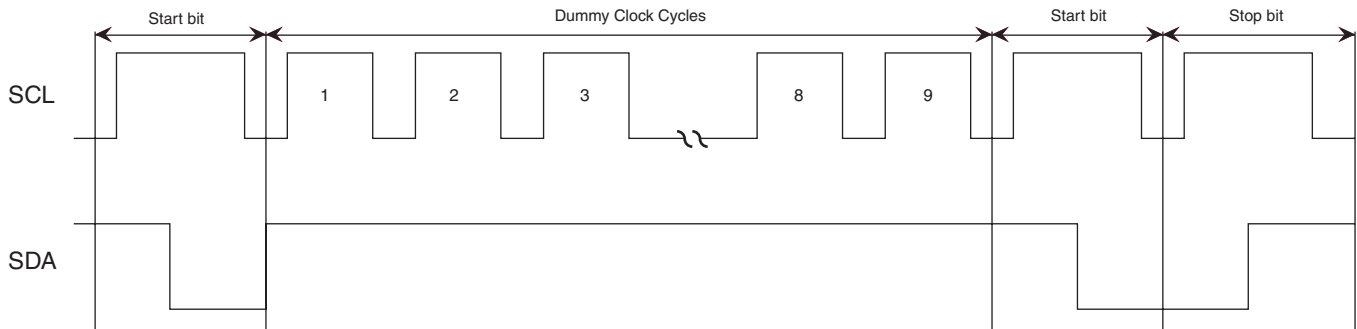 Start bit
Dummy Clock Cycles
Start bit
Stop bit
SCL
1
2
3
8
9
SDA